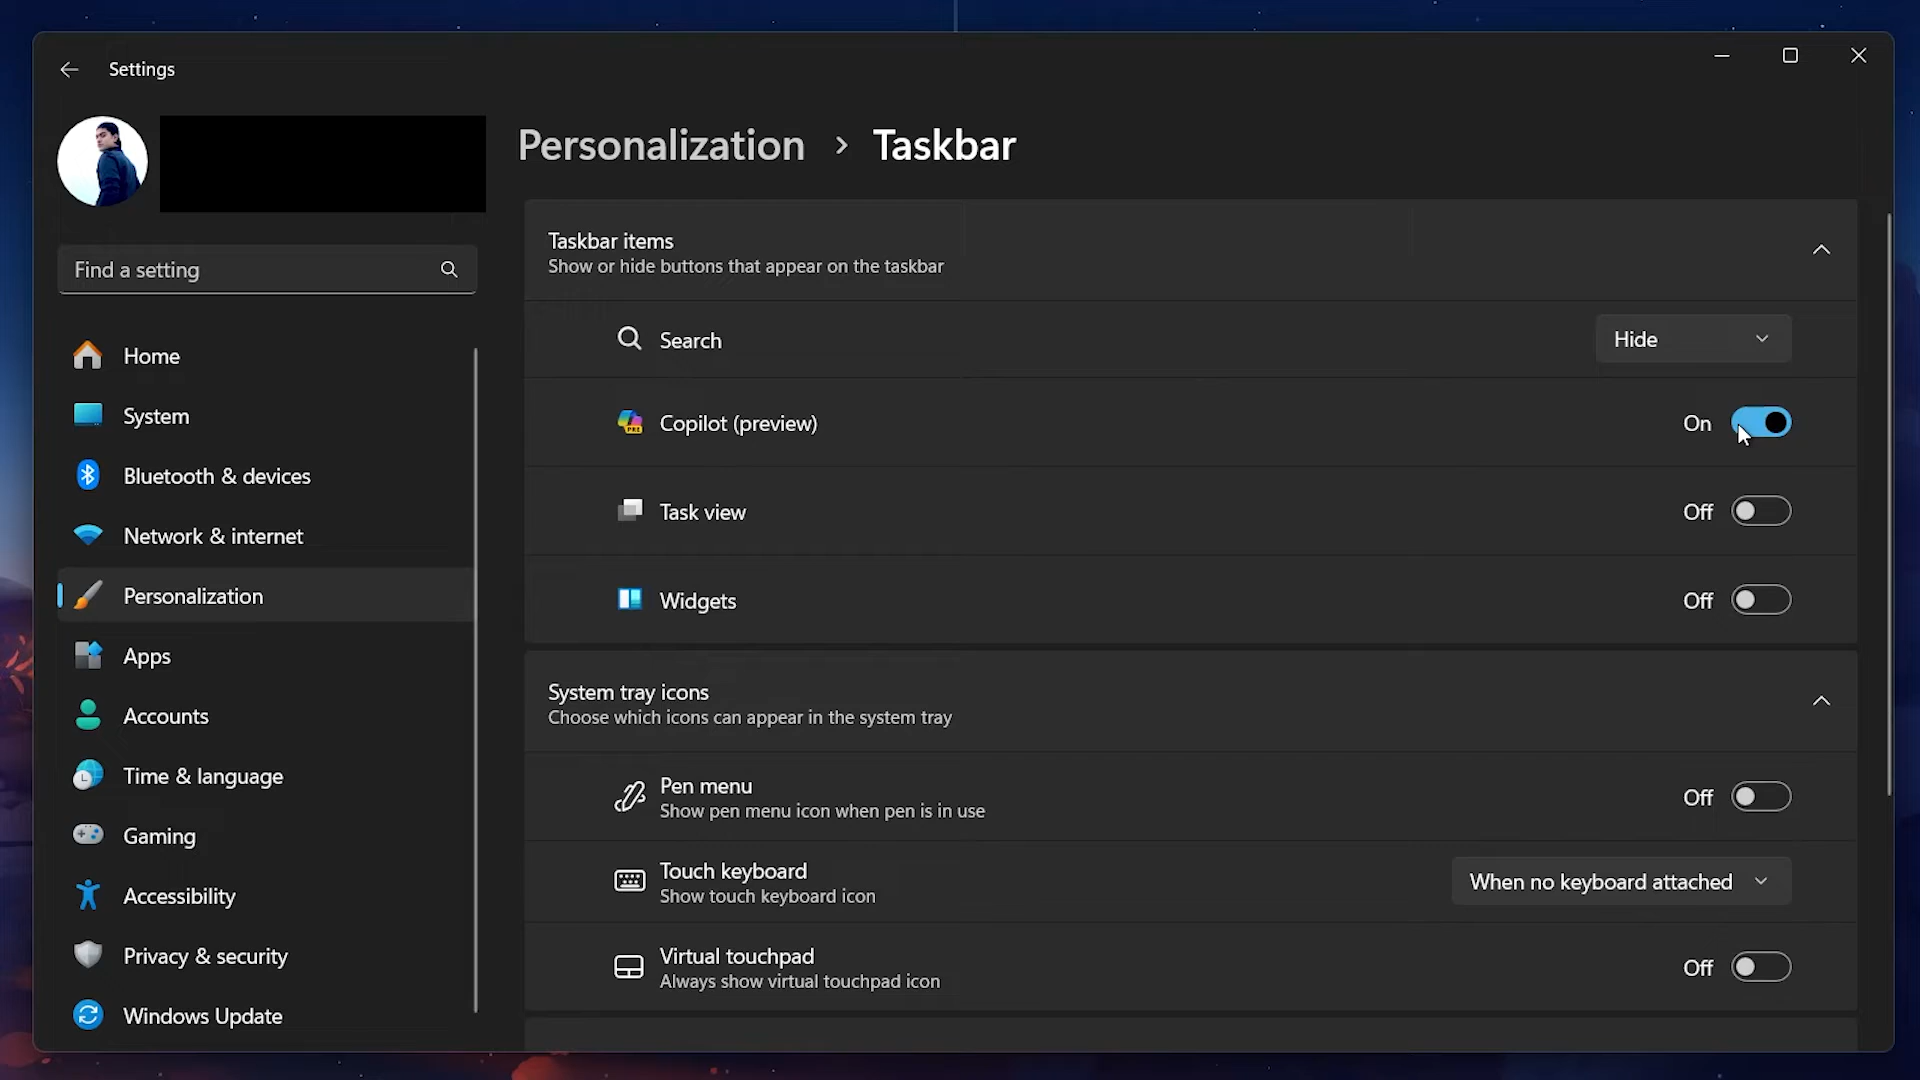 Settings
Find a setting
Home
System
Bluetooth & devices
Network & internet
Personalization
Apps
Accounts
Time & language
Gaming
Accessibility
Privacy & security
Windows Update
Personalization > Taskbar
Taskbar items
Show or hide buttons that appear on the taskbar
Search Hide
Copilot (preview) On
Task view Off
Widgets Off
System tray icons
Choose which icons can appear in the system tray
Pen menu
Show pen menu icon when pen is in use
Off
Touch keyboard
Show touch keyboard icon
When no keyboard attached
Virtual touchpad
Always show virtual touchpad icon
Off